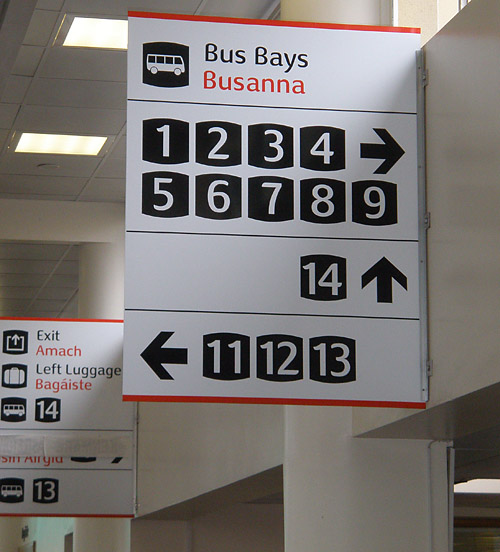 Bus Bays
Busanna
1 2 3 4
5 6 7 8 9
14
11 12 13
Exit
Amach
Left Luggage
Bagáiste
14
13